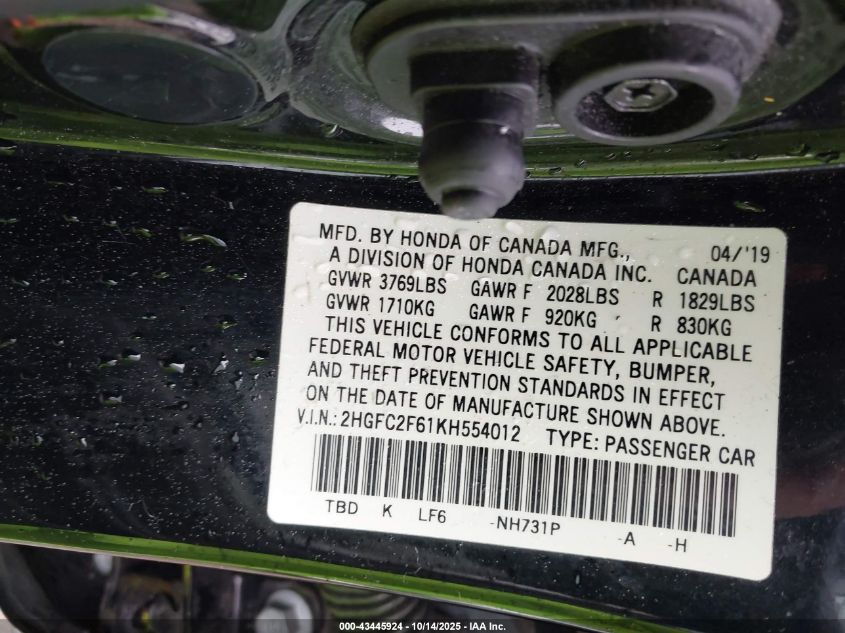 MFD. BY HONDA OF CANADA MFG., 04/'19
A DIVISION OF HONDA CANADA INC. CANADA
GVWR 3769LBS GAWR F 2028LBS R 1829LBS
GVWR 1710KG GAWR F 920KG R 830KG
THIS VEHICLE CONFORMS TO ALL APPLICABLE
FEDERAL MOTOR VEHICLE SAFETY, BUMPER,
AND THEFT PREVENTION STANDARDS IN EFFECT
ON THE DATE OF MANUFACTURE SHOWN ABOVE.
V.I.N.: 2HGFC2F61KH554012 TYPE: PASSENGER CAR
TBD K LF6 -NH731P -A -H
000-43445924 - 10/14/2025 - IAA Inc.